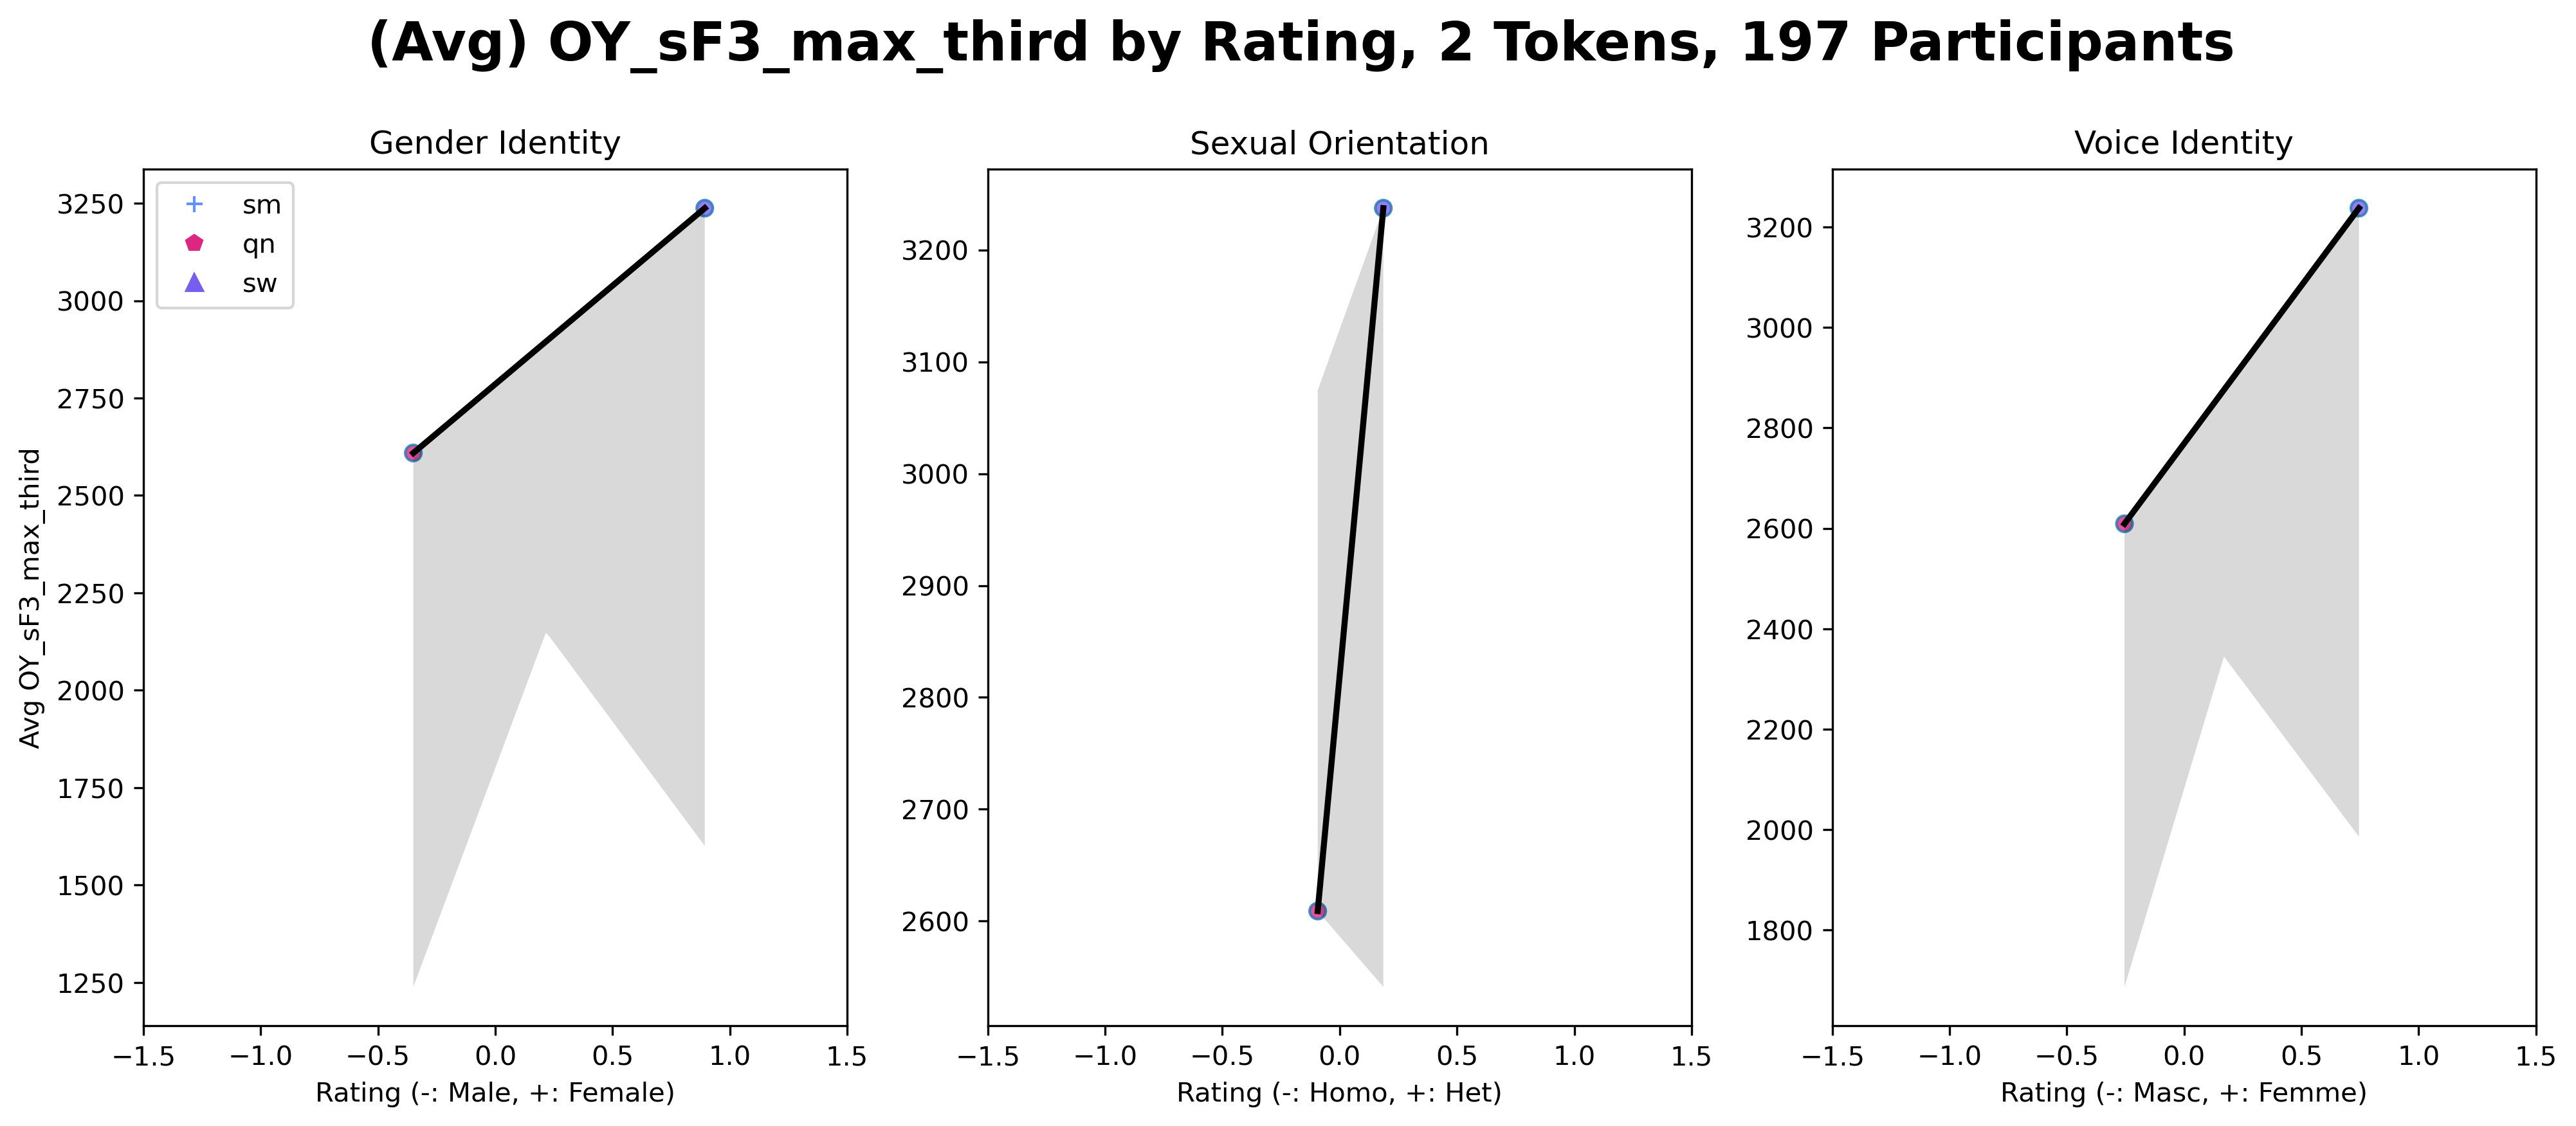 (Avg) OY_sF3_max_third by Rating, 2 Tokens, 197 Participants
Gender Identity
sm
qn
sw
Avg OY_sF3_max_third
3250
3000
2750
2500
2250
2000
1750
1500
1250
−1.5 −1.0 −0.5 0.0 0.5 1.0 1.5
Rating (-: Male, +: Female)
Sexual Orientation
3200
3100
3000
2900
2800
2700
2600
−1.5 −1.0 −0.5 0.0 0.5 1.0 1.5
Rating (-: Homo, +: Het)
Voice Identity
3200
3000
2800
2600
2400
2200
2000
1800
−1.5 −1.0 −0.5 0.0 0.5 1.0 1.5
Rating (-: Masc, +: Femme)